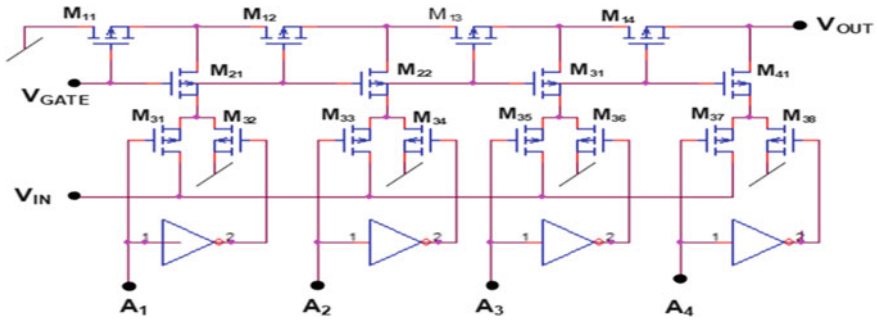 M11 M12 M13 M14 VOUT
M21 M22 M31 M41
VGATE
M31 M32 M33 M34 M35 M36 M37 M38
VIN
1 2 1 2 1 2 1 2
A1 A2 A3 A4